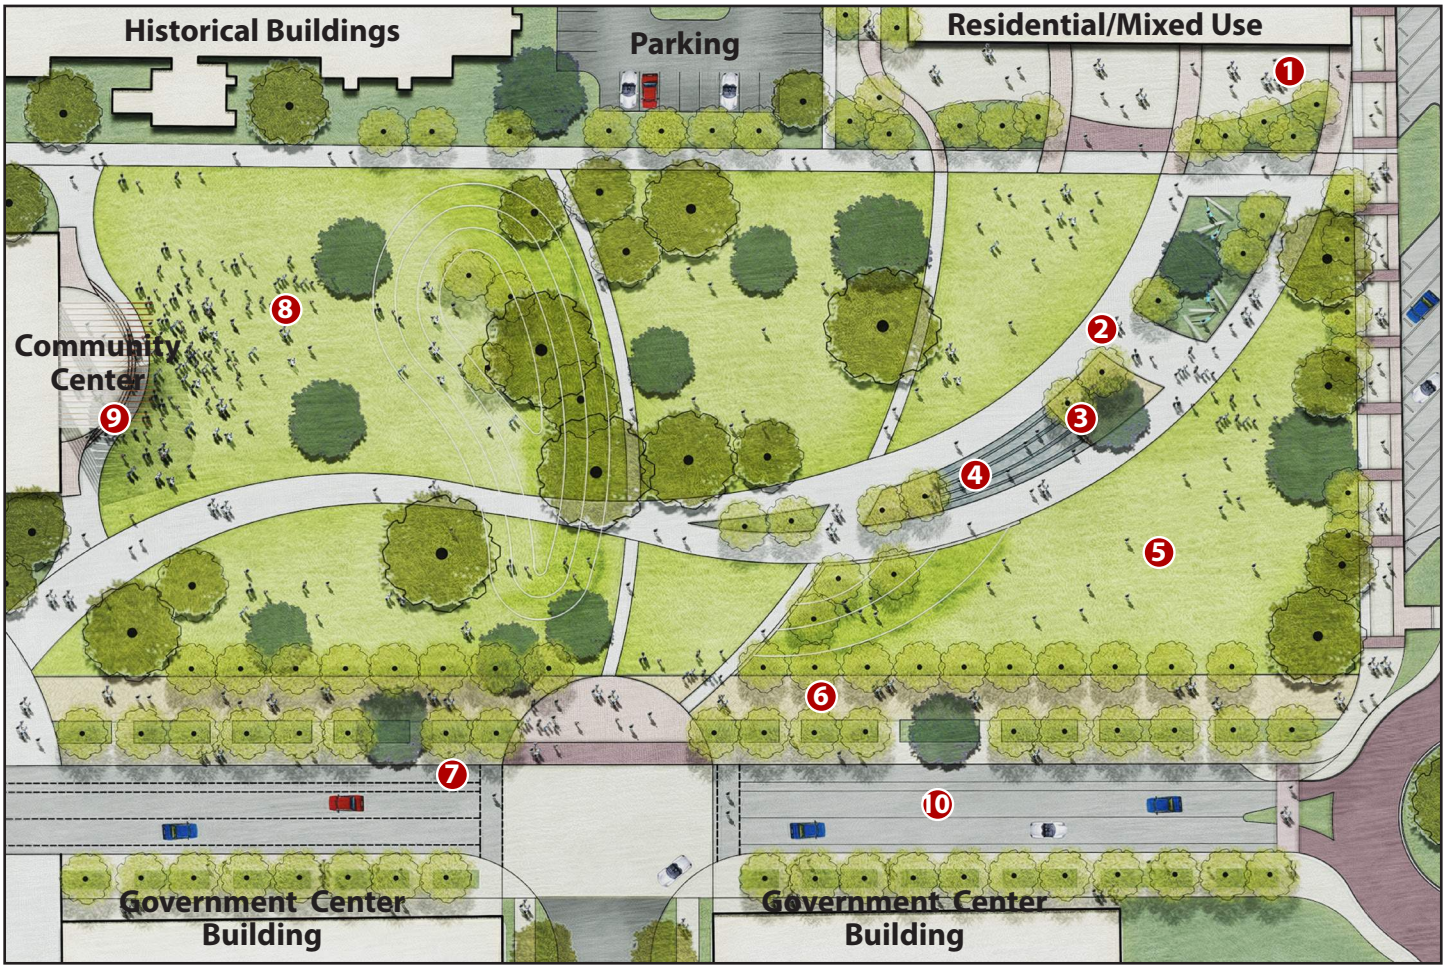 Historical Buildings
Parking
Residential/Mixed Use
1
8
2
Community
Center
9
3
4
5
6
7
10
Government Center
Building
Government Center
Building